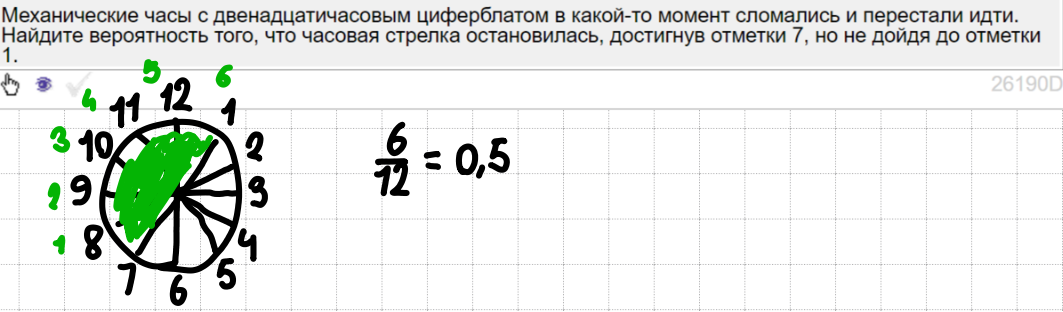 Механические часы с двенадцатичасовым циферблатом в какой-то момент сломались и перестали идти.
Найдите вероятность того, что часовая стрелка остановилась, достигнув отметки 7, но не дойдя до отметки
1.
26190D
5 6
4 11 12 1
3 10 2
2 9 3
1 8 4
7 6 5
6/12 = 0,5